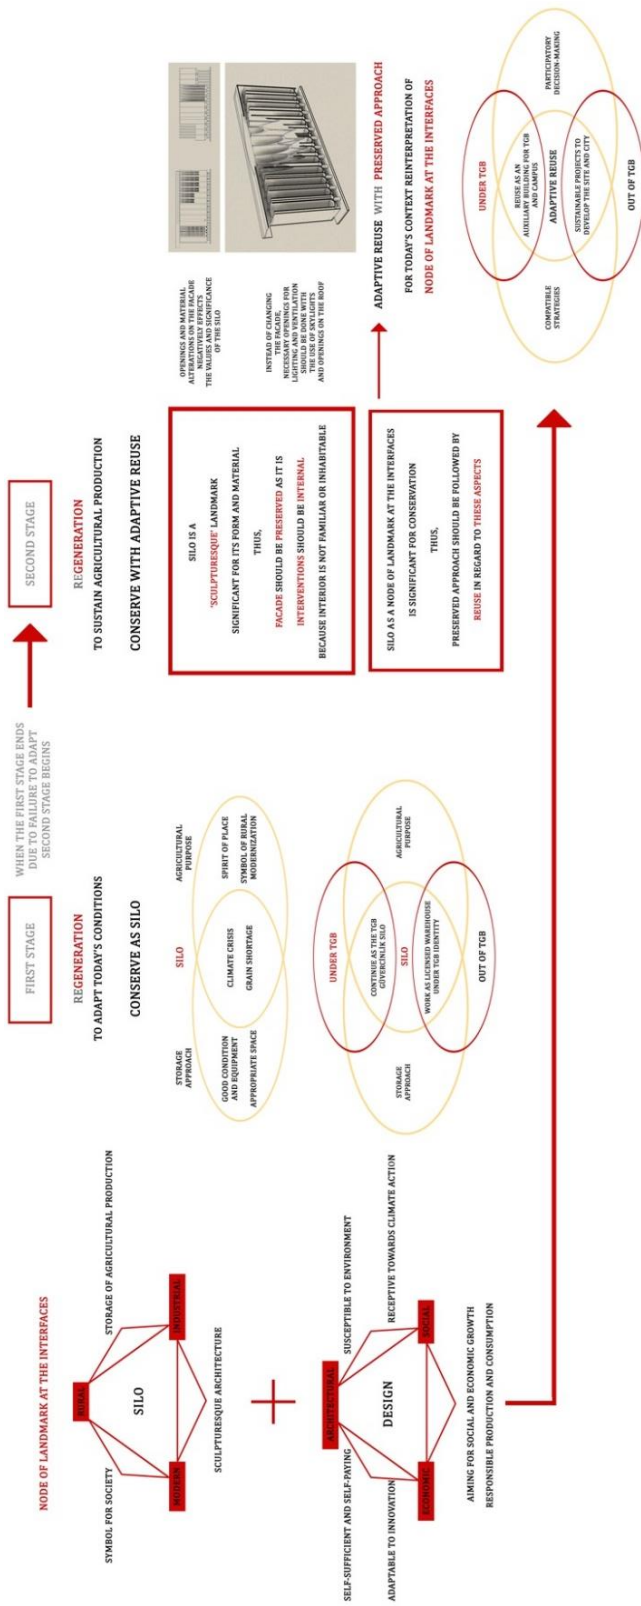 NODE OF LANDMARK AT THE INTERFACES
SYMBOL FOR SOCIETY
RURAL
STORAGE OF AGRICULTURAL PRODUCTION
SILO
MODERN
INDUSTRIAL
SCULPTURESQUE ARCHITECTURE
SELF-SUFFICIENT AND SELF-PAYING
ARCHITECTURAL
SUSCEPTIBLE TO ENVIRONMENT
ADAPTABLE TO INNOVATION
DESIGN
RECEPTIVE TOWARDS CLIMATE ACTION
ECONOMIC
SOCIAL
AIMING FOR SOCIAL AND ECONOMIC GROWTH
RESPONSIBLE PRODUCTION AND CONSUMPTION
FIRST STAGE
REGENERATION
TO ADAPT TODAY'S CONDITIONS
CONSERVE AS SILO
STORAGE
APPROACH
SILO
AGRICULTURAL
PURPOSE
GOOD CONDITION
AND EQUIPMENT
APPROPRIATE SPACE
CLIMATE CRISIS
GRAIN SHORTAGE
SPIRIT OF PLACE
SYMBOL OF RURAL
MODERNIZATION
UNDER TGB
CONTINUE AS THE TGB
GÜVERCİNLİK SILO
STORAGE
APPROACH
SILO
AGRICULTURAL
PURPOSE
WORK AS LICENSED WAREHOUSE
UNDER TGB IDENTITY
OUT OF TGB
WHEN THE FIRST STAGE ENDS
DUE TO FAILURE TO ADAPT
SECOND STAGE BEGINS
SECOND STAGE
REGENERATION
TO SUSTAIN AGRICULTURAL PRODUCTION
CONSERVE WITH ADAPTIVE REUSE
SILO IS A
'SCULPTURESQUE' LANDMARK
SIGNIFICANT FOR ITS FORM AND MATERIAL
THUS,
FACADE SHOULD BE PRESERVED AS IT IS
INTERVENTIONS SHOULD BE INTERNAL
BECAUSE INTERIOR IS NOT FAMILIAR OR INHABITABLE
SILO AS A NODE OF LANDMARK AT THE INTERFACES
IS SIGNIFICANT FOR CONSERVATION
THUS,
PRESERVED APPROACH SHOULD BE FOLLOWED BY
REUSE IN REGARD TO THESE ASPECTS
OPENINGS AND MATERIAL
ALTERATIONS ON THE FACADE
NEGATIVELY EFFECTS
THE VALUES AND SIGNIFICANCE
OF THE SILO
INSTEAD OF CHANGING
THE FACADE,
NECESSARY OPENINGS FOR
LIGHTING AND VENTILATION
SHOULD BE DONE WITH
THE USE OF SKYLIGHTS
AND OPENINGS ON THE ROOF
ADAPTIVE REUSE WITH PRESERVED APPROACH
FOR TODAY'S CONTEXT REINTERPRETATION OF
NODE OF LANDMARK AT THE INTERFACES
UNDER TGB
REUSE AS AN
AUXILIARY BUILDING FOR TGB
AND CAMPUS
COMPATIBLE
STRATEGIES
ADAPTIVE REUSE
PARTICIPATORY
DECISION-MAKING
SUSTAINABLE PROJECTS TO
DEVELOP THE SITE AND CITY
OUT OF TGB